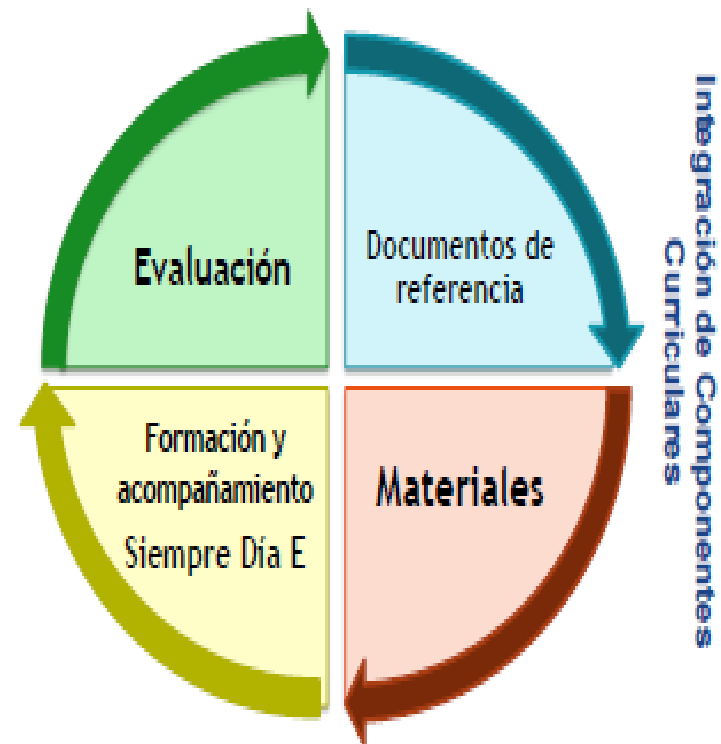 Evaluación
Documentos de
referencia
Formación y
acompañamiento
Siempre Día E
Materiales
Integración de Componentes
Curriculares